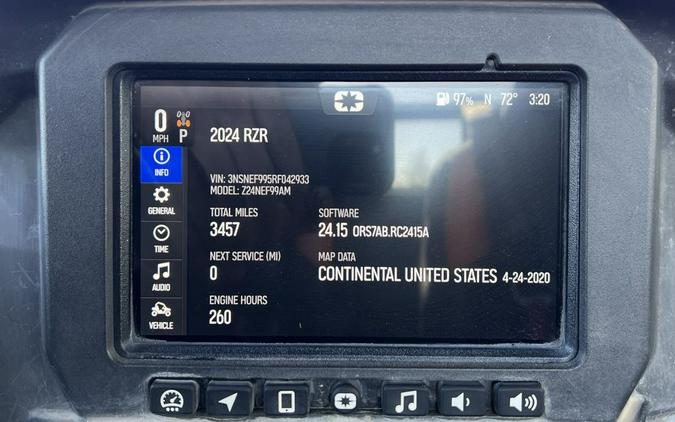 97% N 72° 3:20
0
MPH P
2024 RZR
INFO
VIN: 3NSNEF995RF042933
MODEL: Z24NEF99AM
GENERAL
TOTAL MILES SOFTWARE
3457 24.15 ORS7AB.RC2415A
TIME
NEXT SERVICE (MI) MAP DATA
0 CONTINENTAL UNITED STATES 4-24-2020
AUDIO
ENGINE HOURS
260
VEHICLE